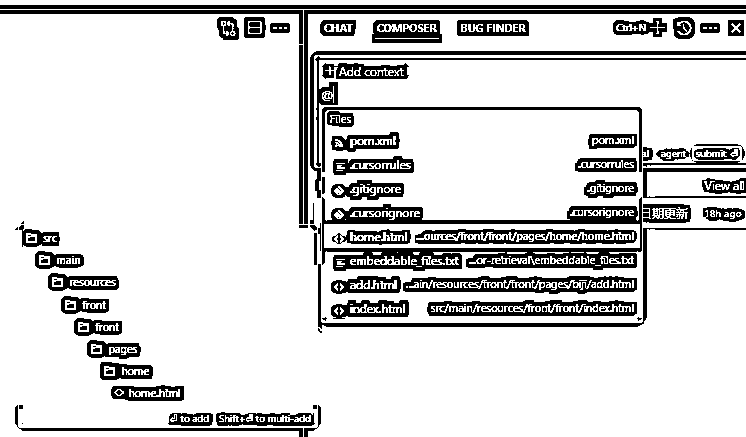 CHAT COMPOSER BUG FINDER Ctrl+N
Add context
@
Files
pom.xml pom.xml
.cursorrules .cursorrules
.gitignore .gitignore
.cursorignore .cursorignore
home.html ...ources/front/front/pages/home/home.html
embeddable_files.txt ...or-retrieval\embeddable_files.txt
add.html ...ain/resources/front/front/pages/biji/add.html
index.html src/main/resources/front/front/index.html
agent submit
View all
日期更新 18h ago
src
main
resources
front
front
pages
home
home.html
to add Shift+⏎ to multi-add